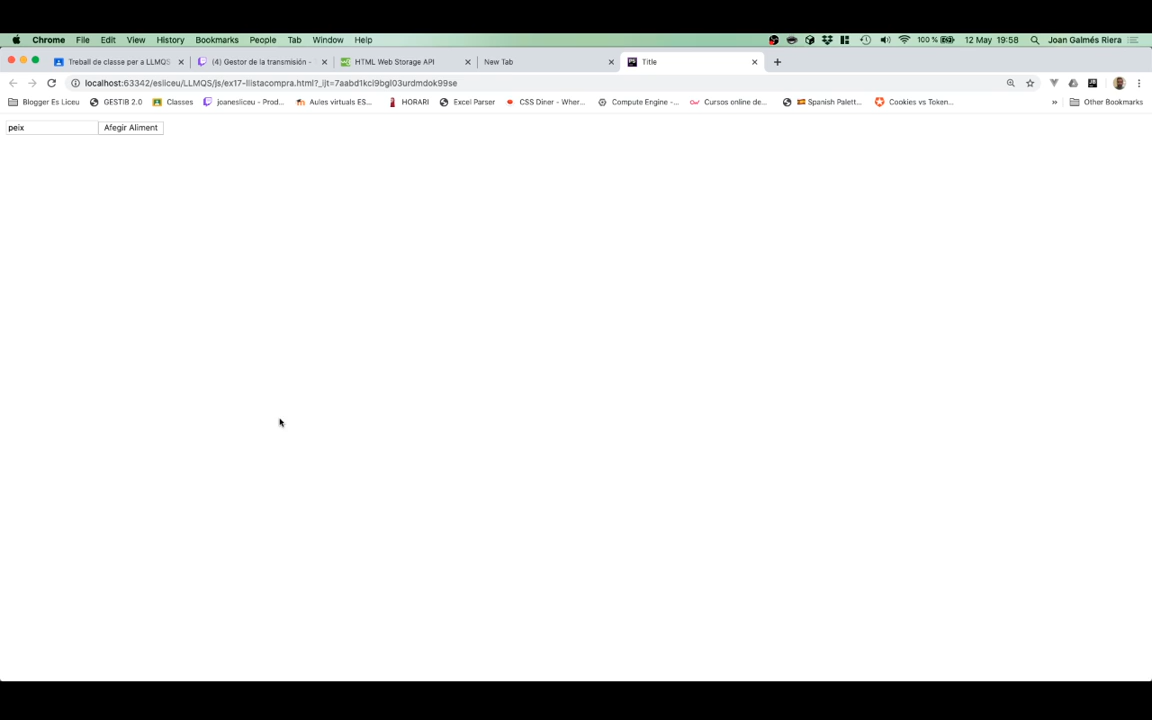 Chrome File Edit View History Bookmarks People Tab Window Help 100% 12 May 19:58 Joan Galmés Riera
Treball de classe per a LLMQS (4) Gestor de la transmisión - HTML Web Storage API New Tab Title
localhost:63342/esliceu/LLMQS/js/ex17-llistacompra.html?_ijt=7aabd1kcl9bgl03urdmdok99se
Blogger Es Liceu GESTIB 2.0 Classes joanesliceu - Prod... Aules virtuals ES... HORARI Excel Parser CSS Diner - Wher... Compute Engine -... Cursos online de... Spanish Palett... Cookies vs Token... » Other Bookmarks
peix Afegir Aliment